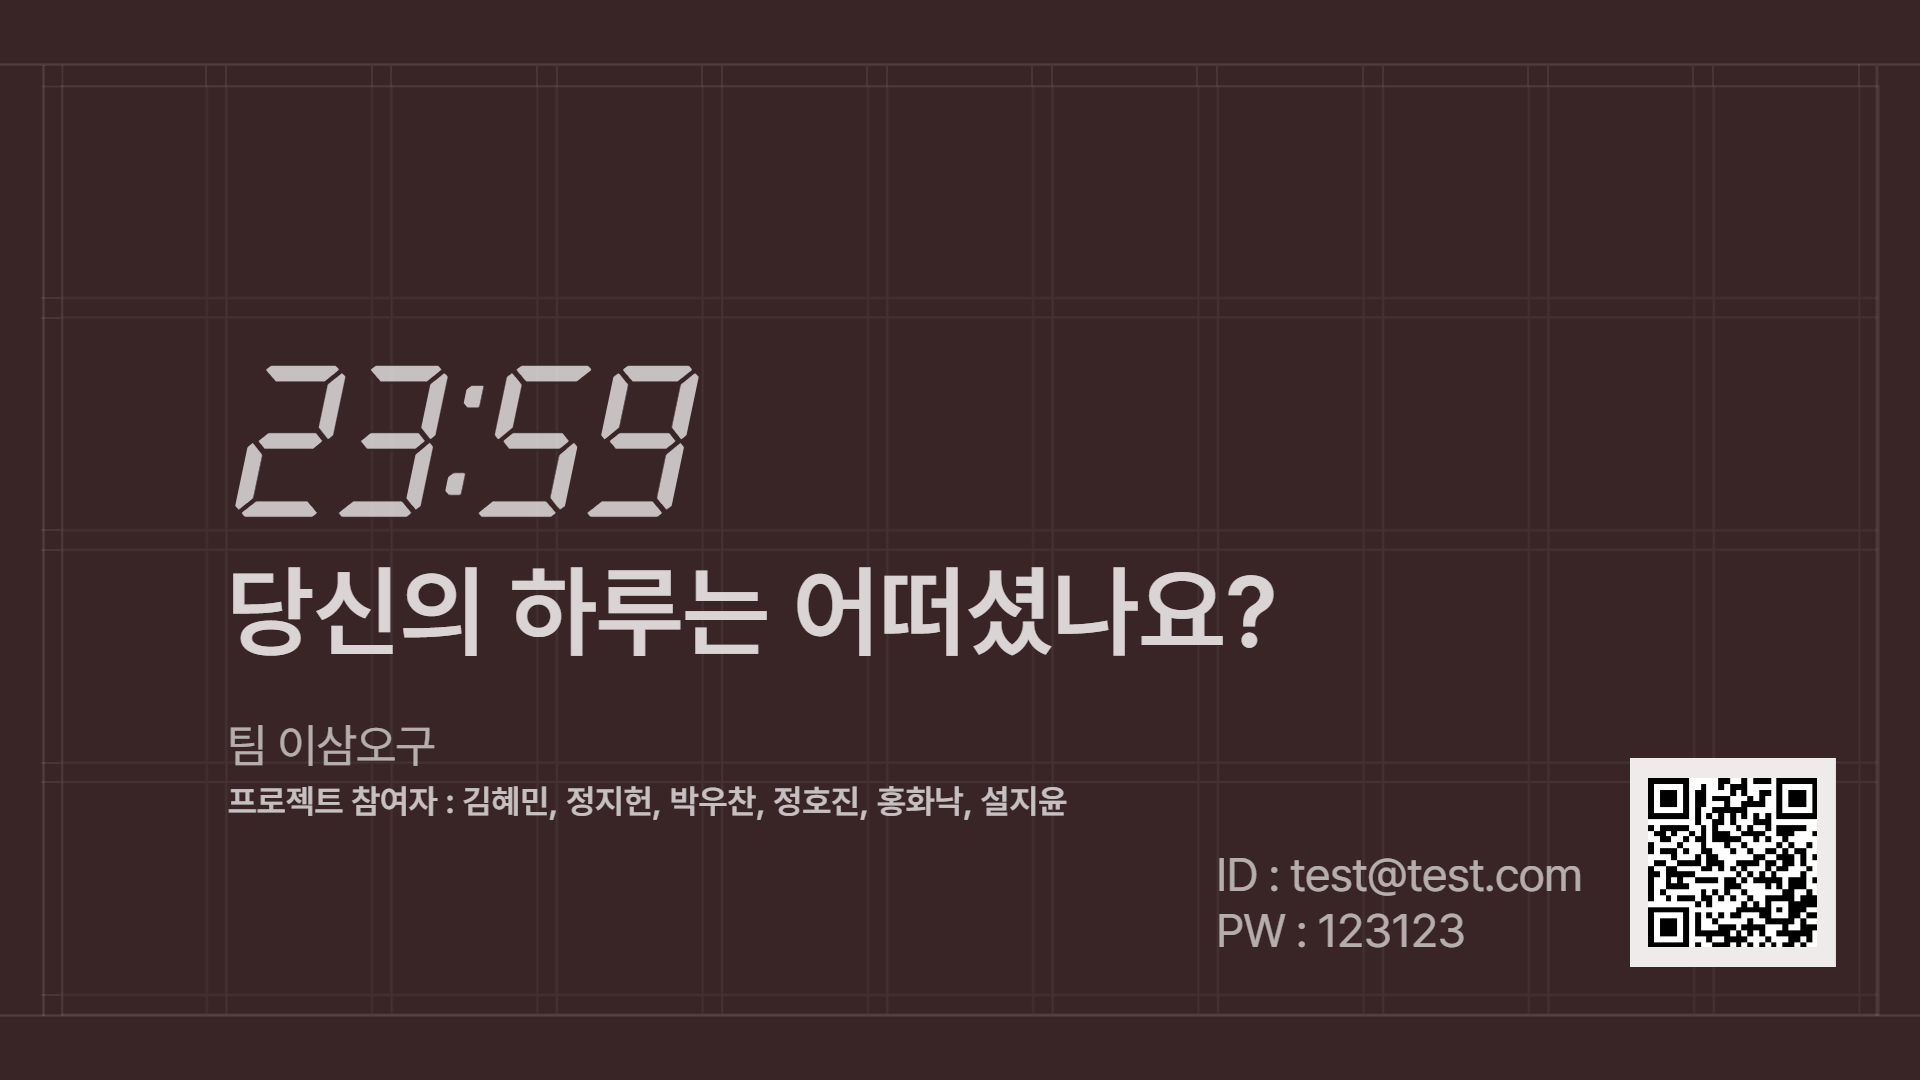 23:59
당신의 하루는 어떠셨나요?
팀 이삼오구
프로젝트 참여자 : 김혜민, 정지헌, 박우찬, 정호진, 홍화낙, 설지윤
ID : test@test.com
PW : 123123